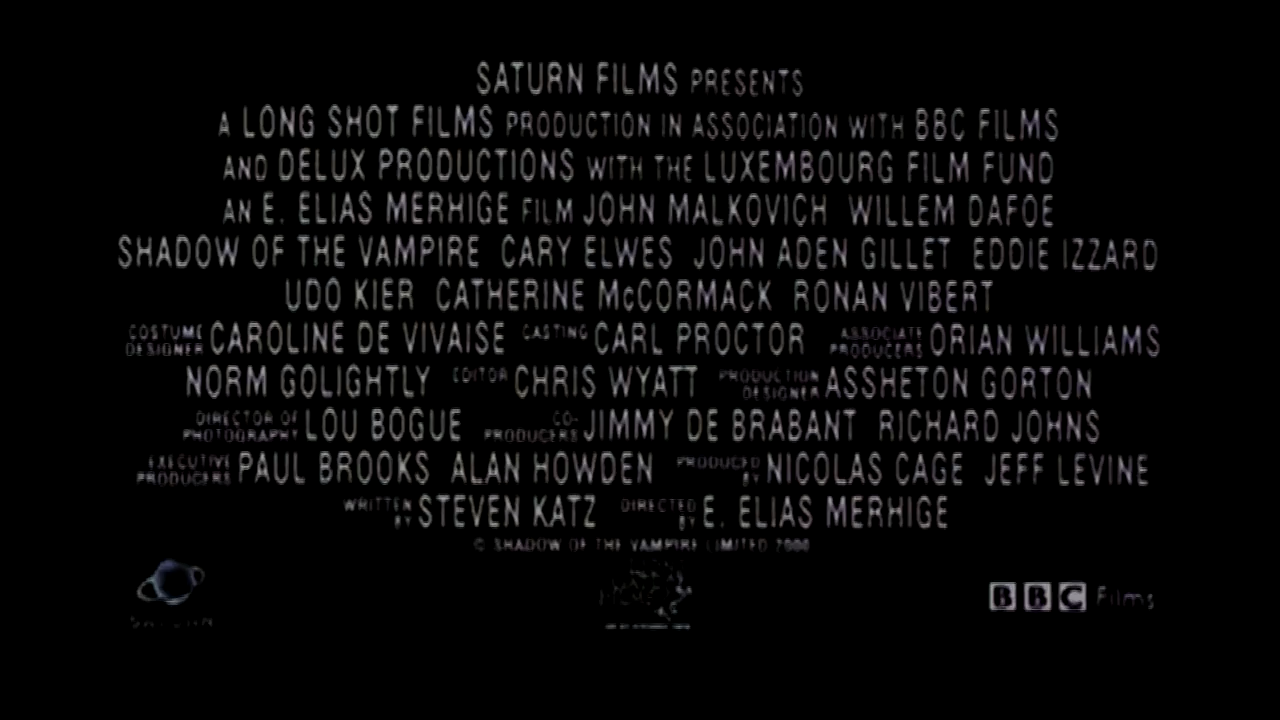 SATURN FILMS PRESENTS
A LONG SHOT FILMS PRODUCTION IN ASSOCIATION WITH BBC FILMS
AND DELUX PRODUCTIONS WITH THE LUXEMBOURG FILM FUND
AN E. ELIAS MERHIGE FILM JOHN MALKOVICH WILLEM DAFOE
SHADOW OF THE VAMPIRE CARY ELWES JOHN ADEN GILLET EDDIE IZZARD
UDO KIER CATHERINE McCORMACK RONAN VIBERT
COSTUME DESIGNER CAROLINE DE VIVAISE CASTING CARL PROCTOR ASSOCIATE PRODUCERS ORIAN WILLIAMS
NORM GOLIGHTLY EDITOR CHRIS WYATT PRODUCTION DESIGNER ASSHETON GORTON
DIRECTOR OF PHOTOGRAPHY LOU BOGUE CO-PRODUCERS JIMMY DE BRABANT RICHARD JOHNS
EXECUTIVE PRODUCERS PAUL BROOKS ALAN HOWDEN PRODUCED BY NICOLAS CAGE JEFF LEVINE
WRITTEN BY STEVEN KATZ DIRECTED BY E. ELIAS MERHIGE
© SHADOW OF THE VAMPIRE LIMITED 2000
BBC Films